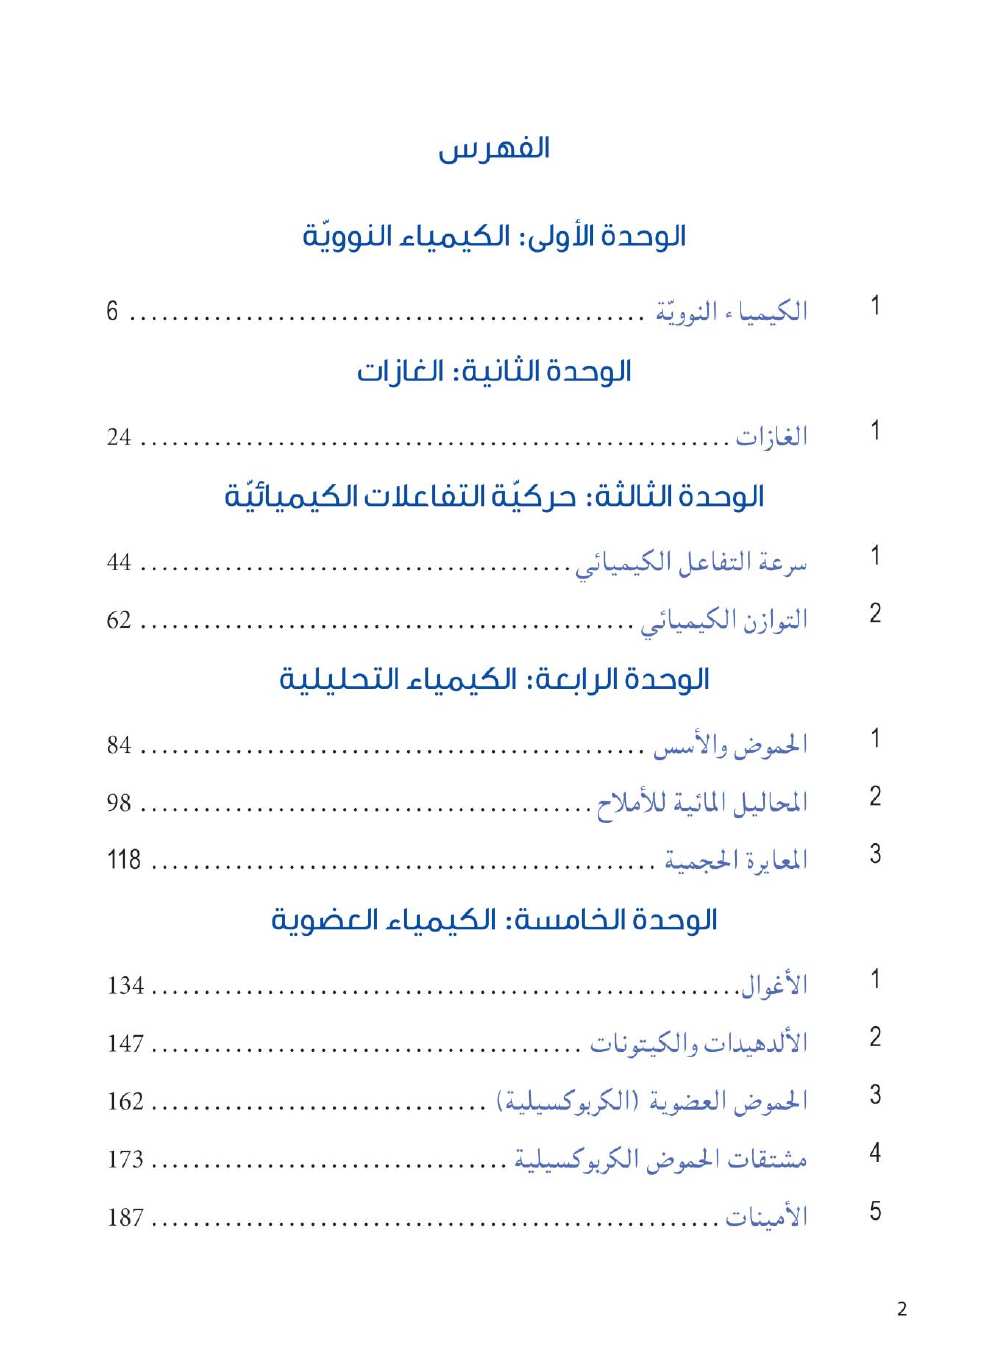 الفهرس
الوحدة الأولى: الكيمياء النوويّة
1 الكيمياء النوويّة ................................................ 6
الوحدة الثانية: الغازات
1 الغازات ........................................................ 24
الوحدة الثالثة: حركيّة التفاعلات الكيميائيّة
1 سرعة التفاعل الكيميائي ......................................... 44
2 التوازن الكيميائي ............................................... 62
الوحدة الرابعة: الكيمياء التحليلية
1 الحموض والأسس ................................................ 84
2 المحاليل المائية للأملاح ........................................... 98
3 المعايرة الحجمية ................................................ 118
الوحدة الخامسة: الكيمياء العضوية
1 الأغوال ........................................................ 134
2 الألدهيدات والكيتونات ......................................... 147
3 الحموض العضوية (الكربوكسيلية) ................................ 162
4 مشتقات الحموض الكربوكسيلية .................................. 173
5 الأمينات ...................................................... 187
2